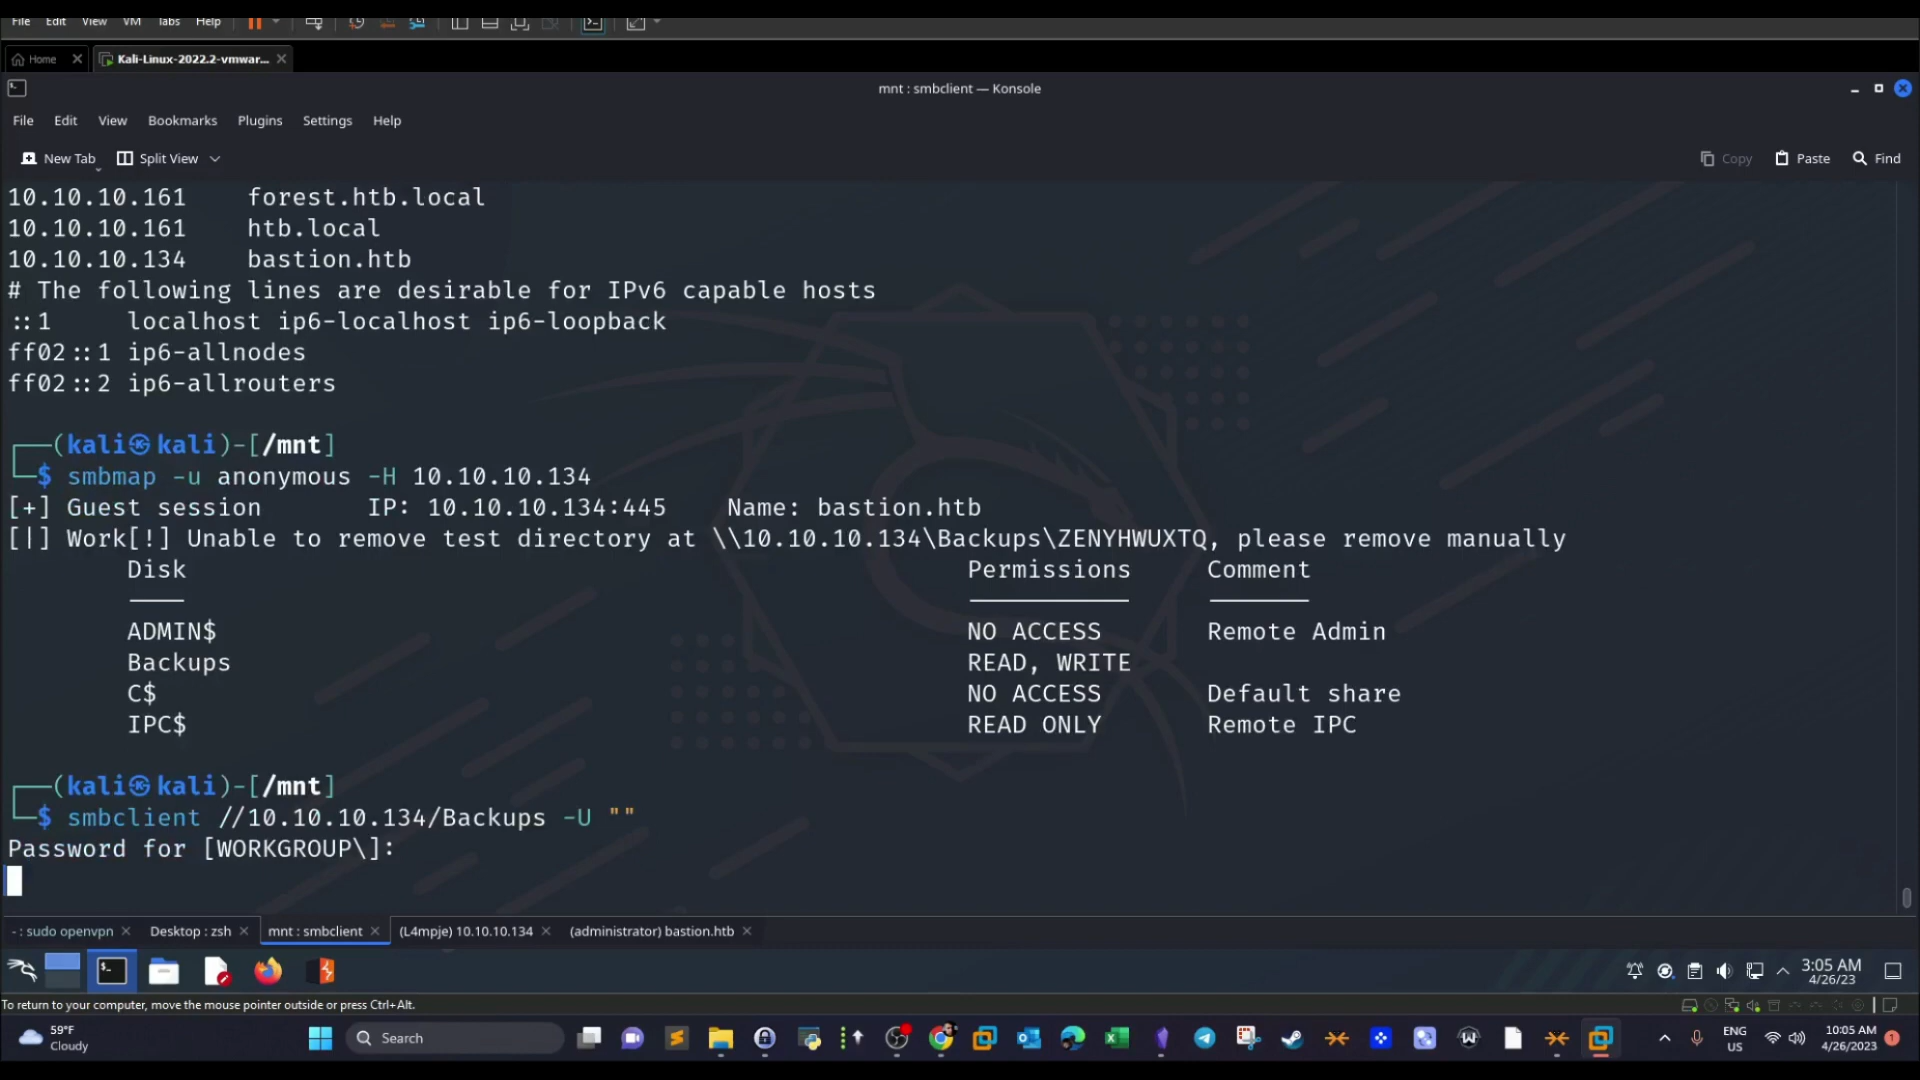 File Edit View VM Tabs Help
Home Kali-Linux-2022.2-vmwar...
mnt : smbclient — Konsole
File Edit View Bookmarks Plugins Settings Help
New Tab Split View Copy Paste Find
10.10.10.161 forest.htb.local
10.10.10.161 htb.local
10.10.10.134 bastion.htb
# The following lines are desirable for IPv6 capable hosts
::1 localhost ip6-localhost ip6-loopback
ff02::1 ip6-allnodes
ff02::2 ip6-allrouters
┌──(kali㉿kali)-[/mnt]
└─$ smbmap -u anonymous -H 10.10.10.134
[+] Guest session IP: 10.10.10.134:445 Name: bastion.htb
[|] Work[!] Unable to remove test directory at \\10.10.10.134\Backups\ZENYHWUXTQ, please remove manually
Disk Permissions Comment
ADMIN$ NO ACCESS Remote Admin
Backups READ, WRITE
C$ NO ACCESS Default share
IPC$ READ ONLY Remote IPC
┌──(kali㉿kali)-[/mnt]
└─$ smbclient //10.10.10.134/Backups -U ""
Password for [WORKGROUP\]:
- : sudo openvpn Desktop : zsh mnt : smbclient (L4mpje) 10.10.10.134 (administrator) bastion.htb
3:05 AM
4/26/23
To return to your computer, move the mouse pointer outside or press Ctrl+Alt.
59°F
Cloudy
Search
ENG
US
10:05 AM
4/26/2023
1